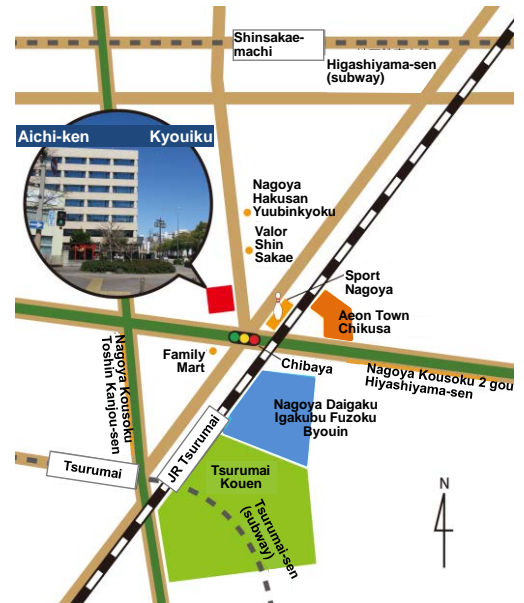 Shinsakae-
machi
Higashiyama-sen
(subway)
Aichi-ken Kyouiku
Nagoya
Hakusan
Yuubinkyoku
Valor
Shin
Sakae
Sport
Nagoya
Aeon Town
Chikusa
Family
Mart
Chibaya
Nagoya Kousoku 2 gou
Hiyashiyama-sen
Nagoya Kousoku
Toshin Kanjou-sen
Nagoya Daigaku
Igakubu Fuzoku
Byouin
JR Tsurumai
Tsurumai
Tsurumai
Kouen
Tsurumai-sen
(subway)
N